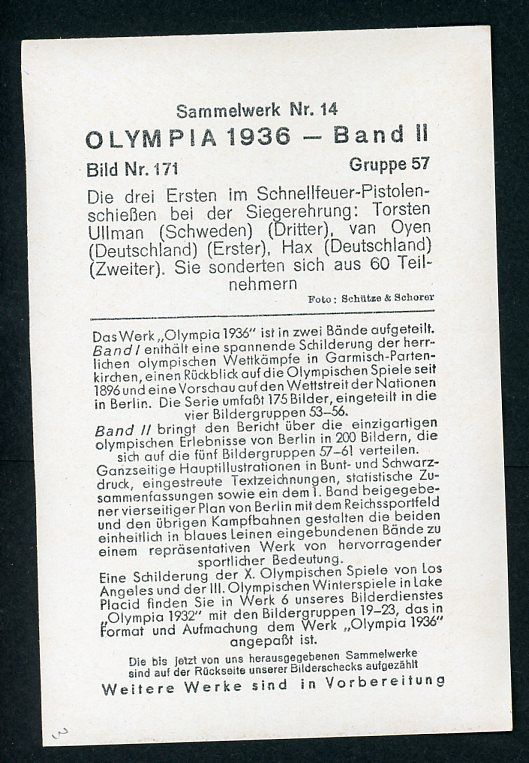 Sammelwerk Nr. 14
OLYMPIA 1936 — Band II
Bild Nr. 171 Gruppe 57
Die drei Ersten im Schnellfeuer-Pistolen-
schießen bei der Siegerehrung: Torsten
Ullman (Schweden) (Dritter), van Oyen
(Deutschland) (Erster), Hax (Deutschland)
(Zweiter). Sie sonderten sich aus 60 Teil-
nehmern
Foto: Schütze & Schorer
Das Werk „Olympia 1936" ist in zwei Bände aufgeteilt.
Band I enthält eine spannende Schilderung der herr-
lichen olympischen Wettkämpfe in Garmisch-Parten-
kirchen, einen Rückblick auf die Olympischen Spiele seit
1896 und eine Vorschau auf den Wettstreit der Nationen
in Berlin. Die Serie umfaßt 175 Bilder, eingeteilt in die
vier Bildergruppen 53–56.
Band II bringt den Bericht über die einzigartigen
olympischen Erlebnisse von Berlin in 200 Bildern, die
sich auf die fünf Bildergruppen 57–61 verteilen.
Ganzseitige Hauptillustrationen in Bunt- und Schwarz-
druck, eingestreute Textzeichnungen, statistische Zu-
sammenfassungen sowie ein dem I. Band beigegebe-
ner vierseitiger Plan von Berlin mit dem Reichssportfeld
und den übrigen Kampfbahnen gestalten die beiden
einheitlich in blaues Leinen eingebundenen Bände zu
einem repräsentativen Werk von hervorragender
sportlicher Bedeutung.
Eine Schilderung der X. Olympischen Spiele von Los
Angeles und der III. Olympischen Winterspiele in Lake
Placid finden Sie in Werk 6 unseres Bilderdienstes
„Olympia 1932" mit den Bildergruppen 19–23, das in
Format und Aufmachung dem Werk „Olympia 1936"
angepaßt ist.
Die bis jetzt von uns herausgegebenen Sammelwerke
sind auf der Rückseite unserer Bilderschecks aufgezählt
Weitere Werke sind in Vorbereitung